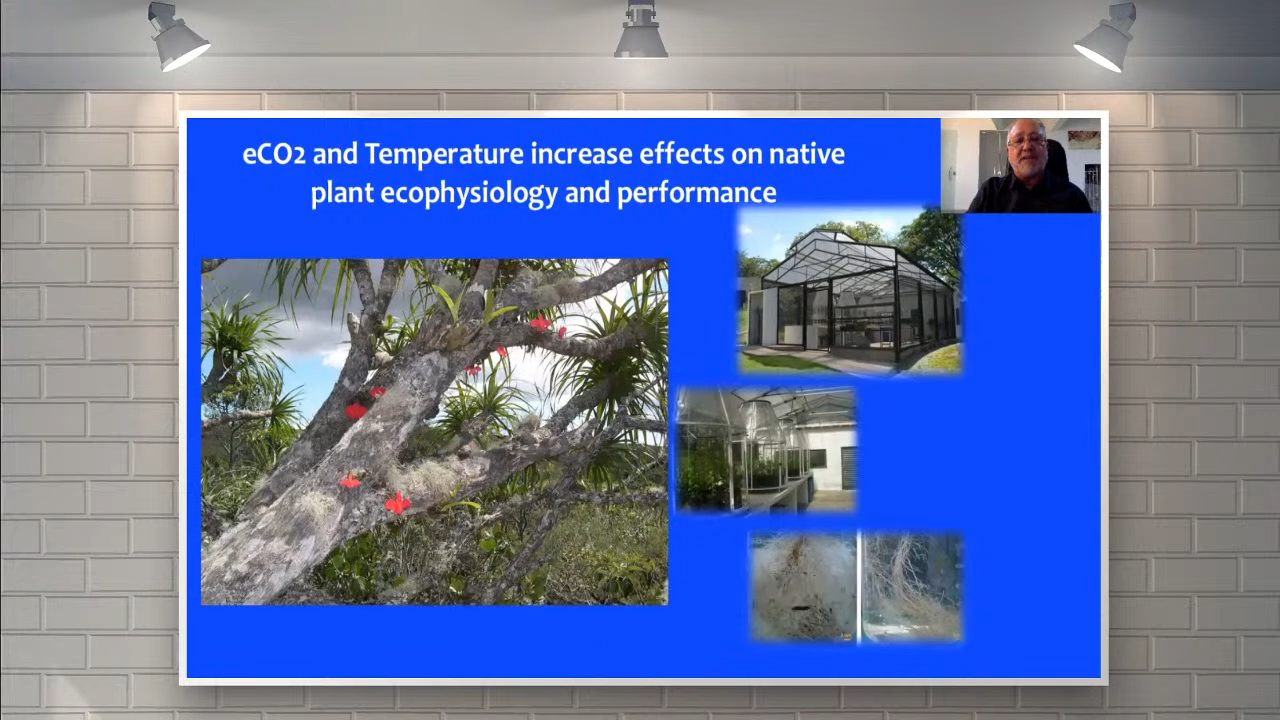 eCO2 and Temperature increase effects on native
plant ecophysiology and performance